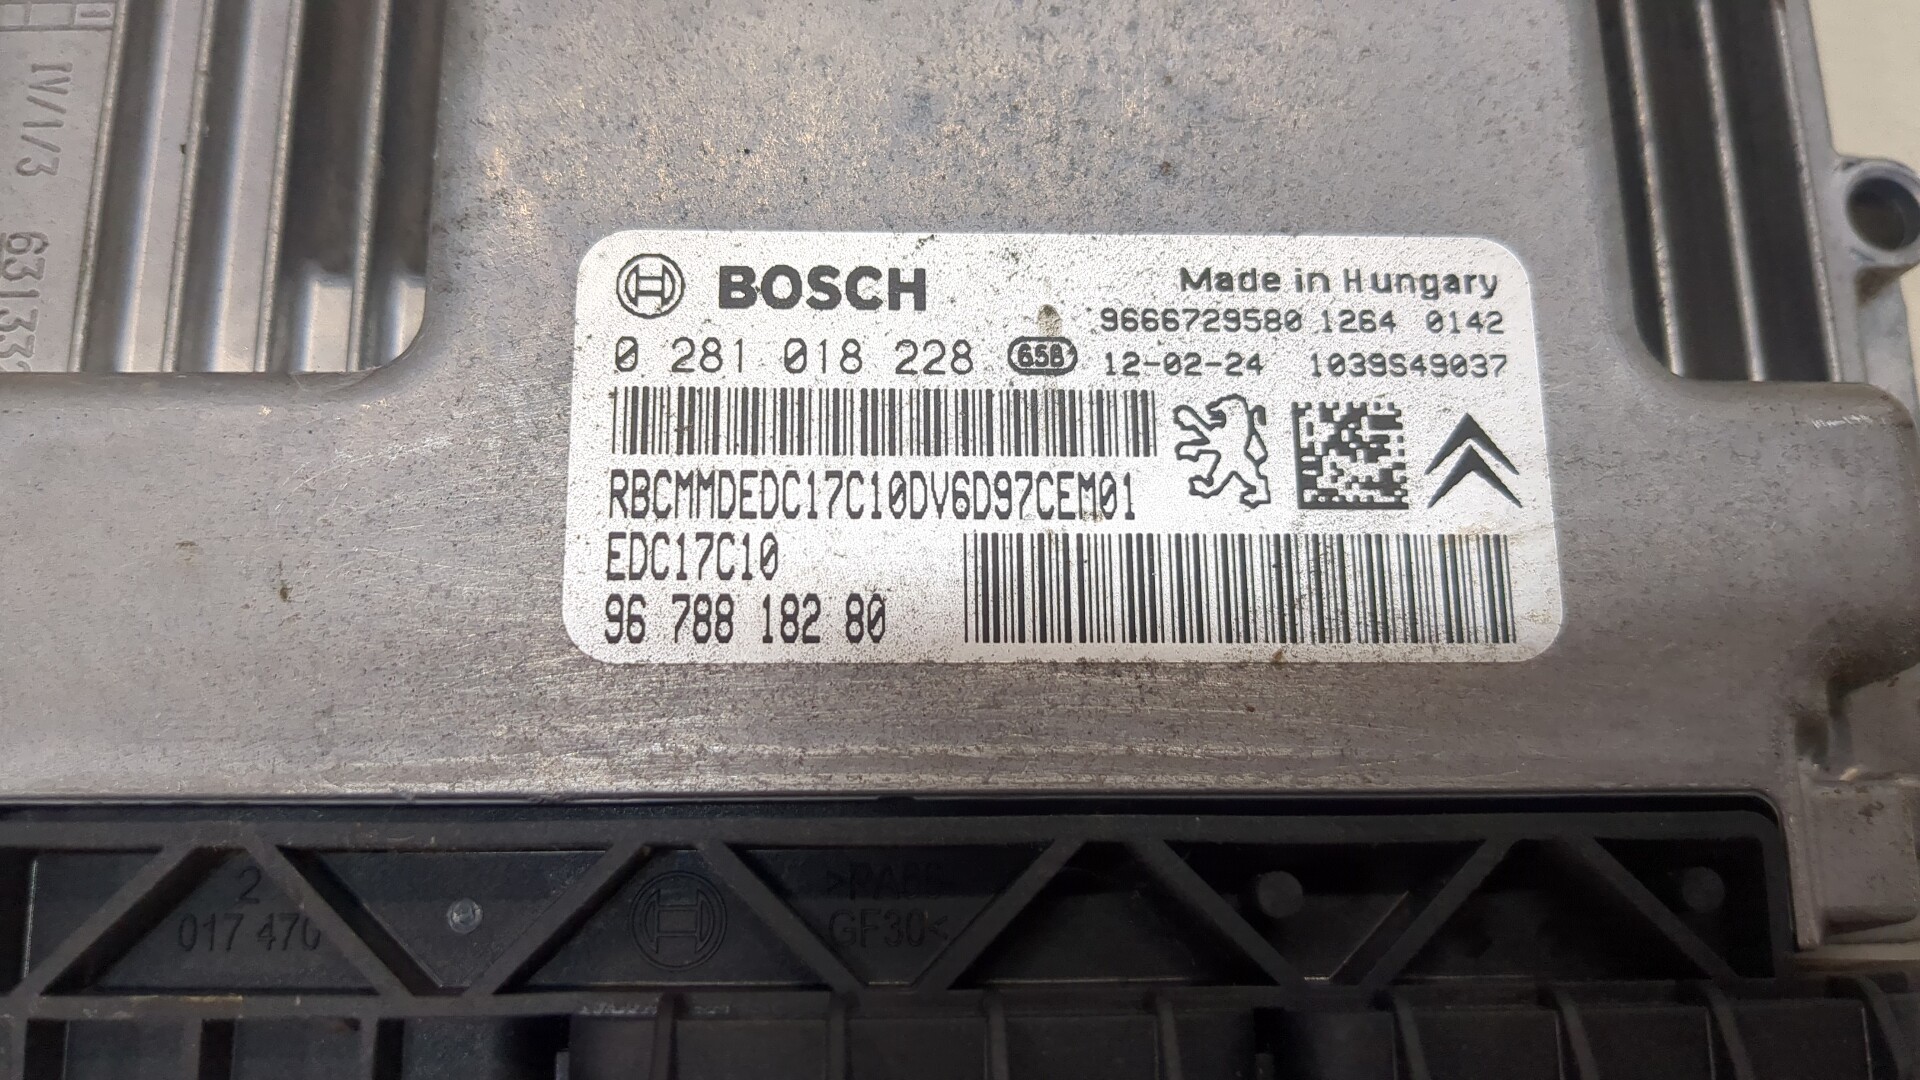 IV/1/3
BOSCH
Made in Hungary
9666729580 1264 0142
0 281 018 228 658 12-02-24 1039S49037
RBCMMDEDC17C10DV6D97CEM01
EDC17C10
96 788 182 80
2
017 470
>PA66
GF30<